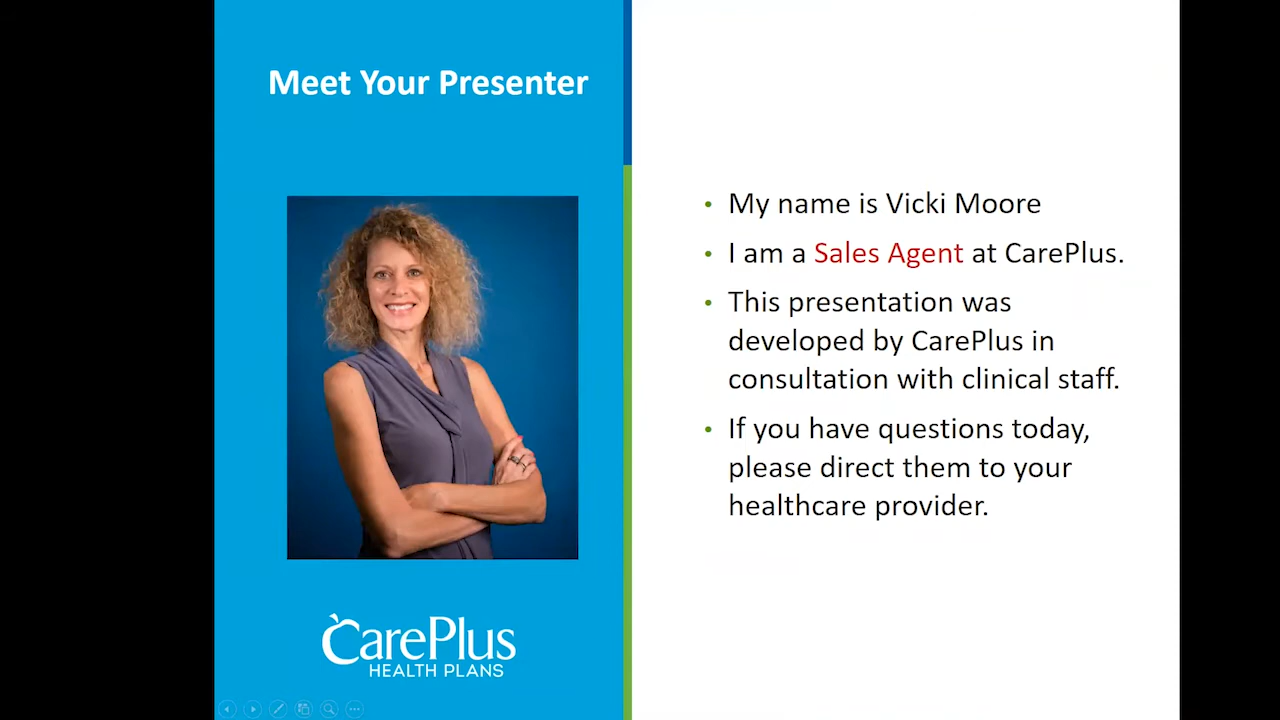 Meet Your Presenter
• My name is Vicki Moore
• I am a Sales Agent at CarePlus.
• This presentation was
developed by CarePlus in
consultation with clinical staff.
• If you have questions today,
please direct them to your
healthcare provider.
CarePlus
HEALTH PLANS